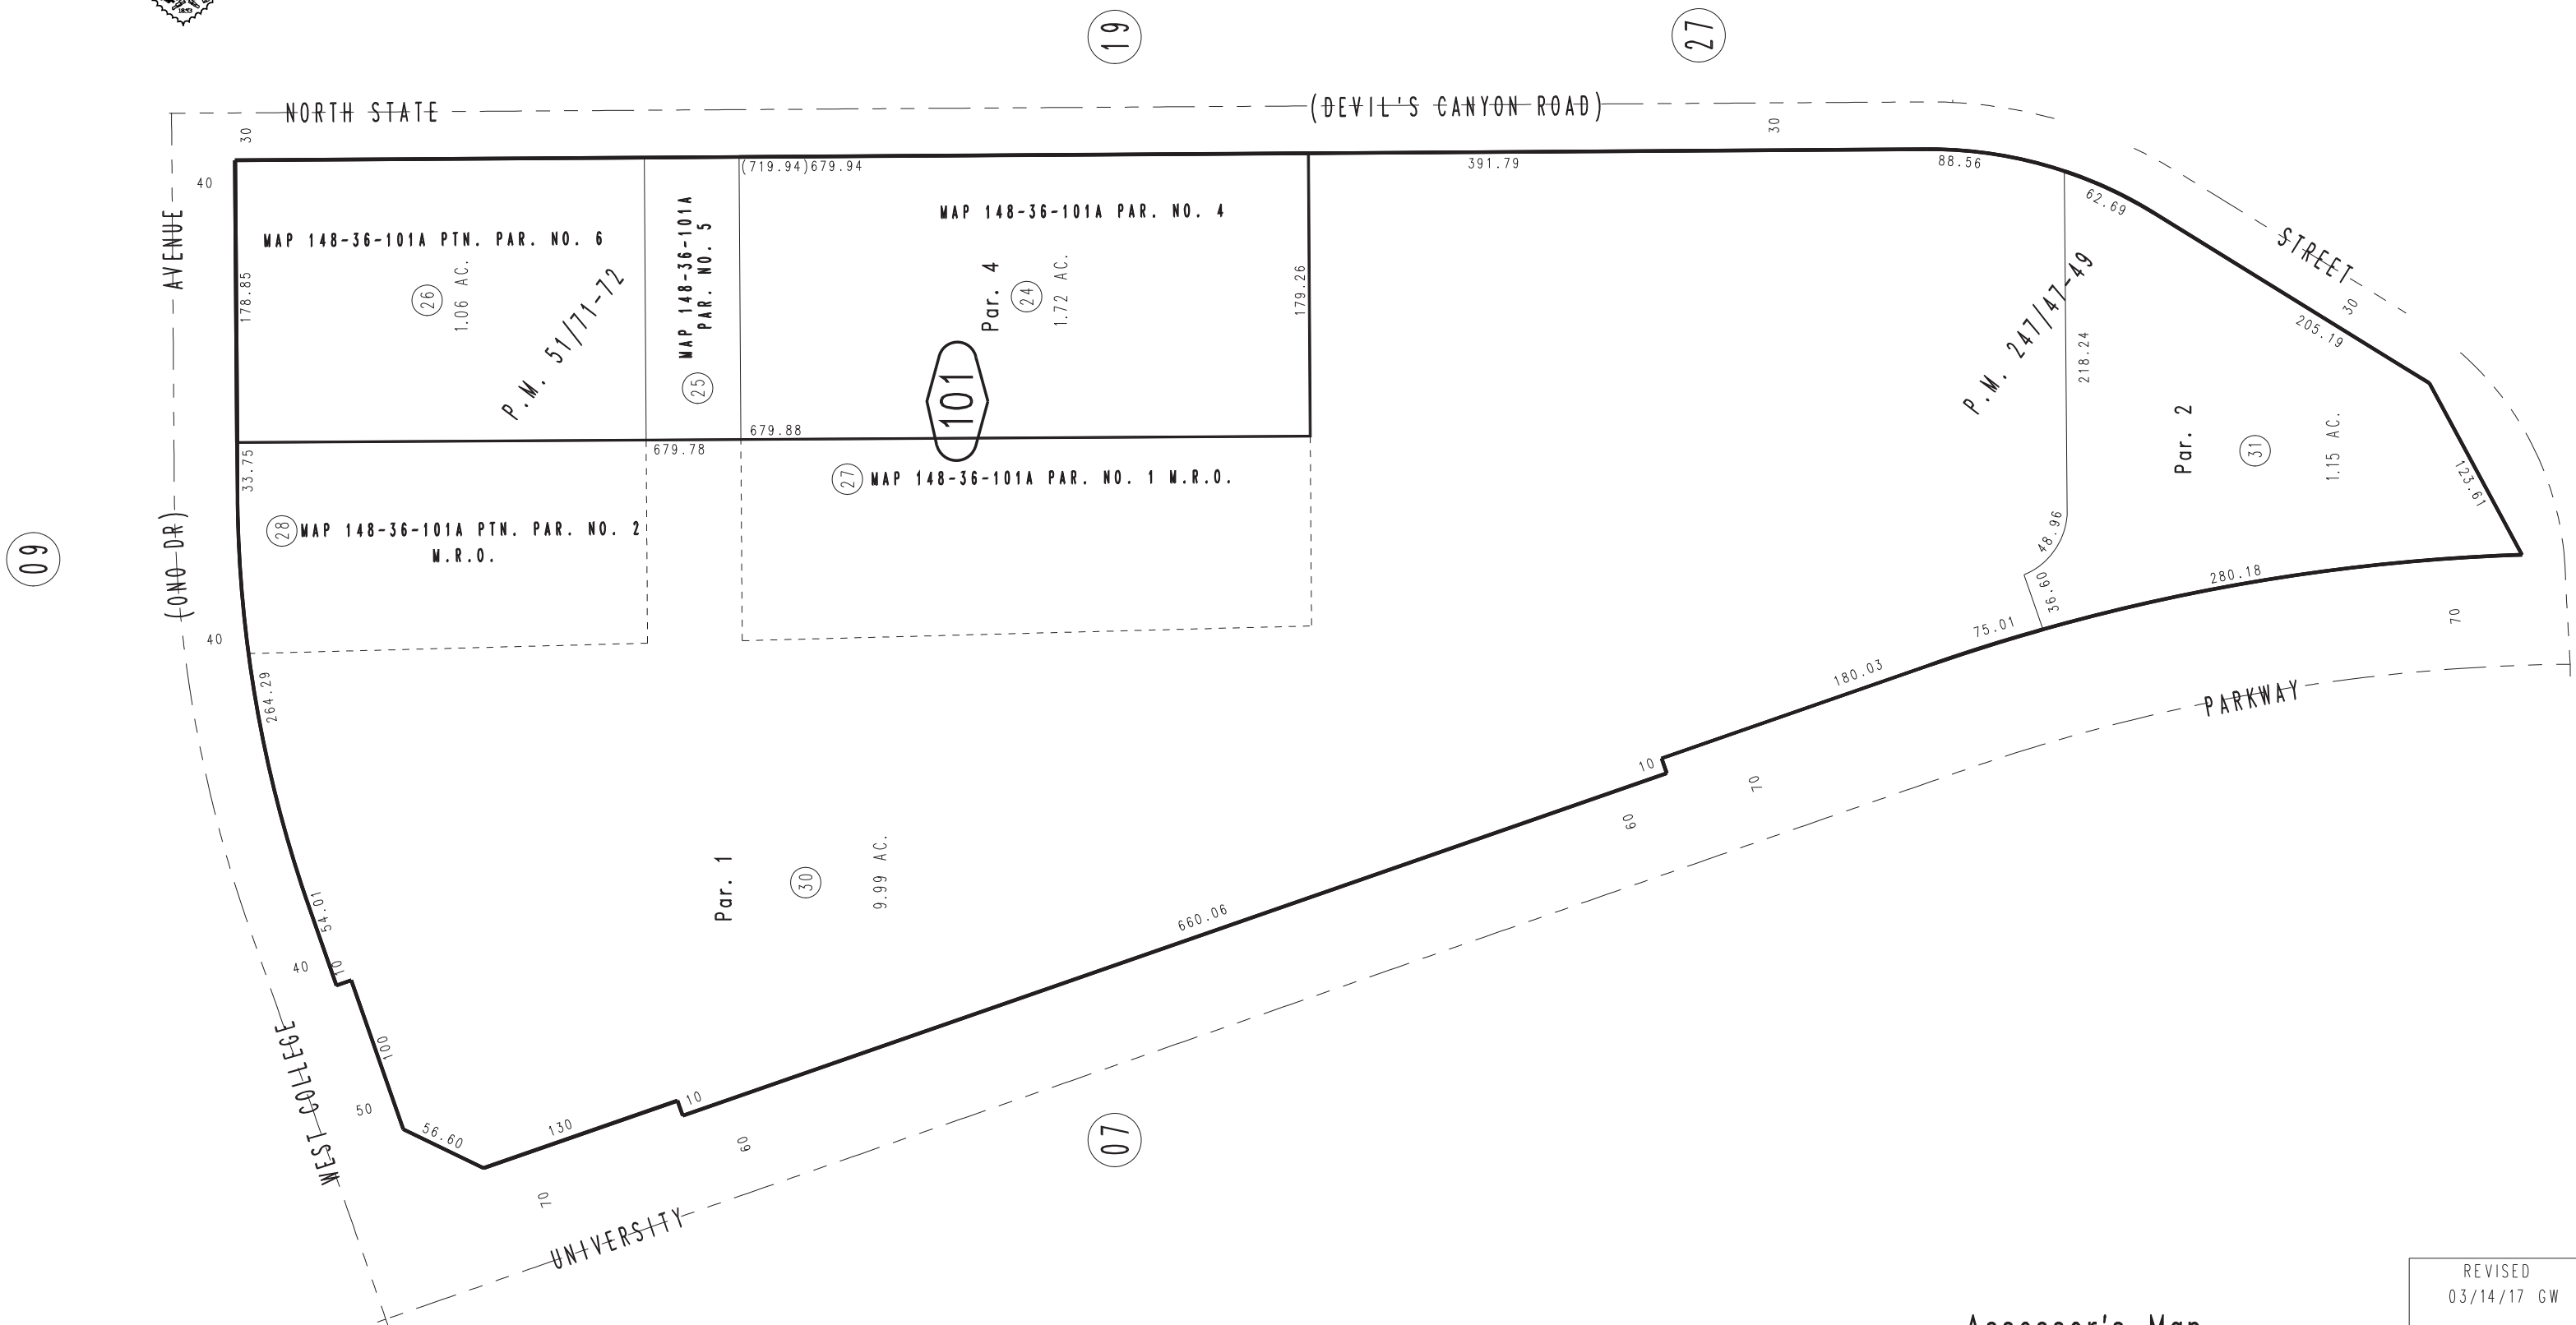 1853
19
27
NORTH STATE
(DEVIL'S CANYON ROAD)
30
30
40
(719.94)679.94
391.79
88.56
62.69
STREET
30
205.19
AVENUE
(ONO DR)
MAP 148-36-101A PTN. PAR. NO. 6
26
1.06 AC.
178.85
P.M. 51/71-72
MAP 148-36-101A
PAR. NO. 5
25
MAP 148-36-101A PAR. NO. 4
Par. 4
24
1.72 AC.
179.26
101
P.M. 247/47-49
218.24
Par. 2
31
1.15 AC.
123.61
679.88
679.78
33.75
27
MAP 148-36-101A PAR. NO. 1 M.R.O.
28
MAP 148-36-101A PTN. PAR. NO. 2
M.R.O.
09
48.96
36.60
280.18
75.01
70
40
264.29
180.03
PARKWAY
10
70
60
Par. 1
30
9.99 AC.
54.01
660.06
40
10
100
50
WEST COLLEGE
56.60
130
10
60
70
07
UNIVERSITY
REVISED
03/14/17 GW
Assessor's Map